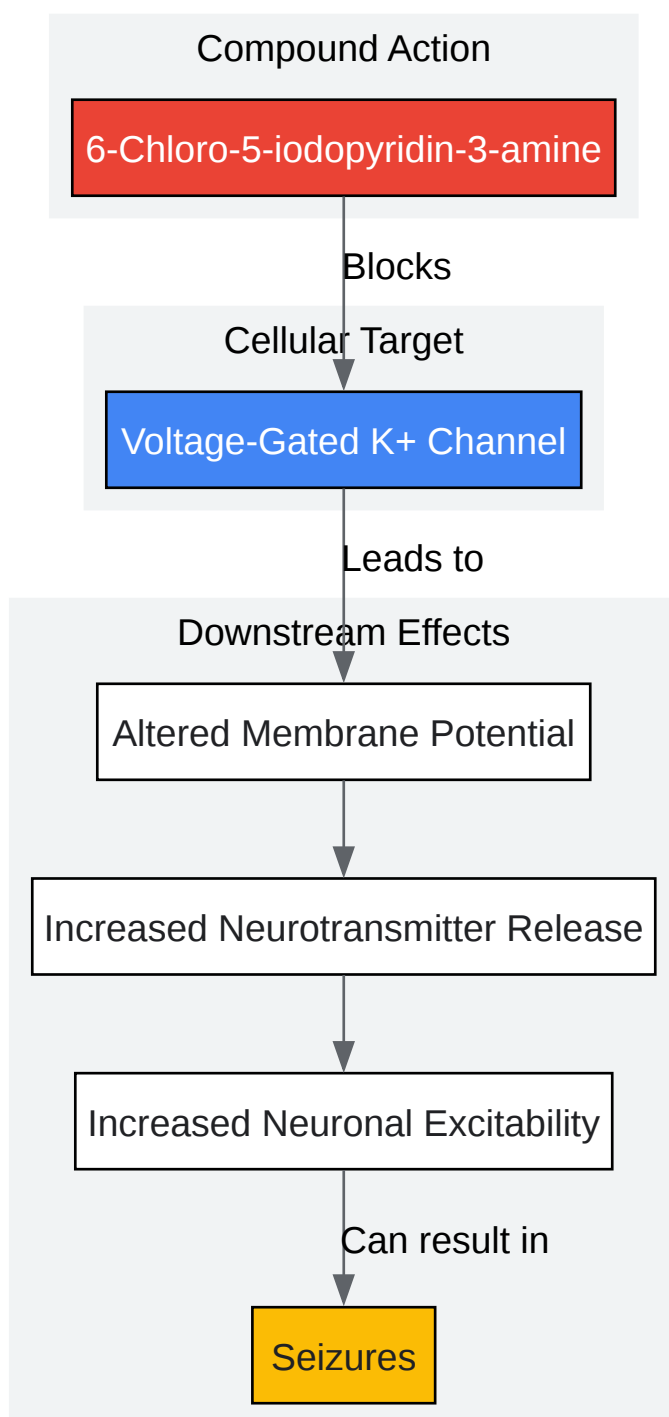 Compound Action
6-Chloro-5-iodopyridin-3-amine
Blocks
Cellular Target
Voltage-Gated K+ Channel
Leads to
Downstream Effects
Altered Membrane Potential
Increased Neurotransmitter Release
Increased Neuronal Excitability
Can result in
Seizures